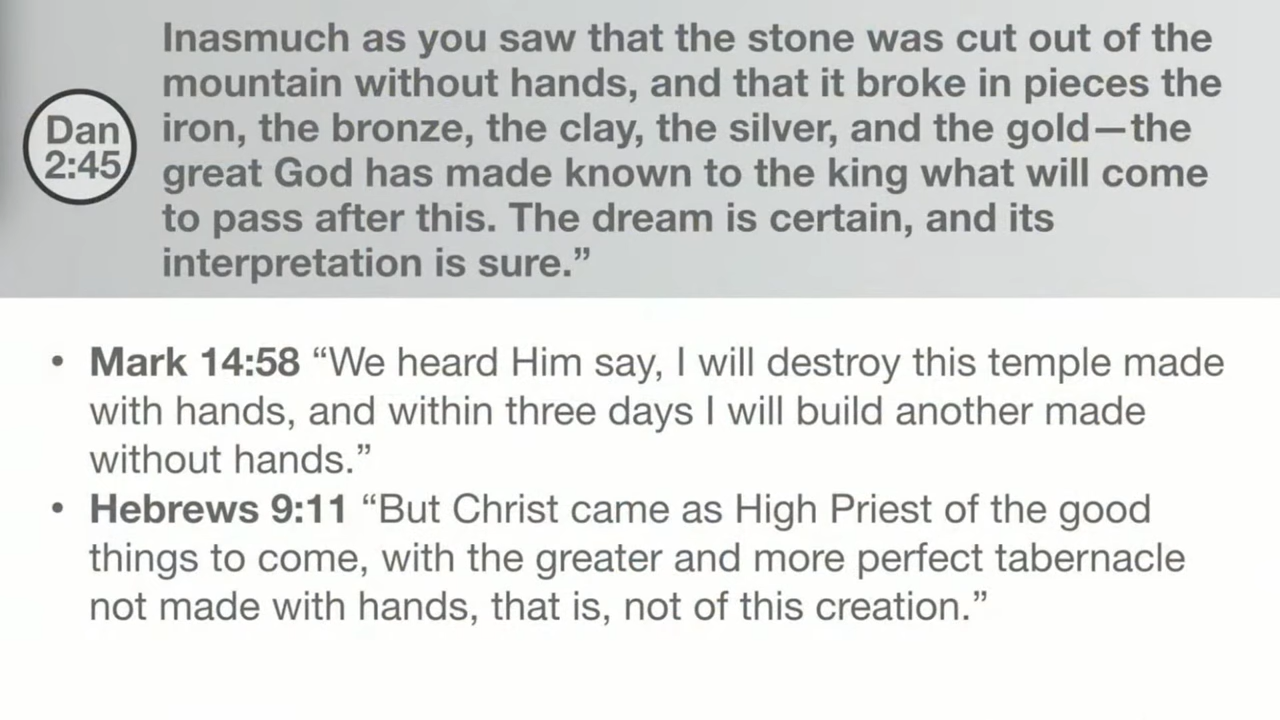 Dan
2:45
Inasmuch as you saw that the stone was cut out of the
mountain without hands, and that it broke in pieces the
iron, the bronze, the clay, the silver, and the gold—the
great God has made known to the king what will come
to pass after this. The dream is certain, and its
interpretation is sure.”
• Mark 14:58 “We heard Him say, I will destroy this temple made
with hands, and within three days I will build another made
without hands.”
• Hebrews 9:11 “But Christ came as High Priest of the good
things to come, with the greater and more perfect tabernacle
not made with hands, that is, not of this creation.”